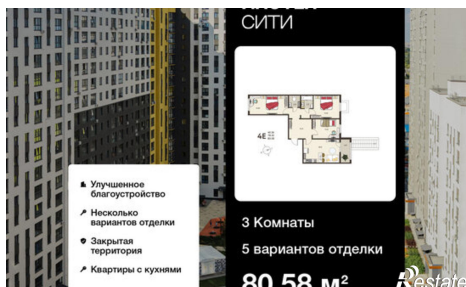 СИТИ
4Е
Улучшенное
благоустройство
Несколько
вариантов отделки
Закрытая
территория
Квартиры с кухнями
3 Комнаты
5 вариантов отделки
80,58 м²
Restate